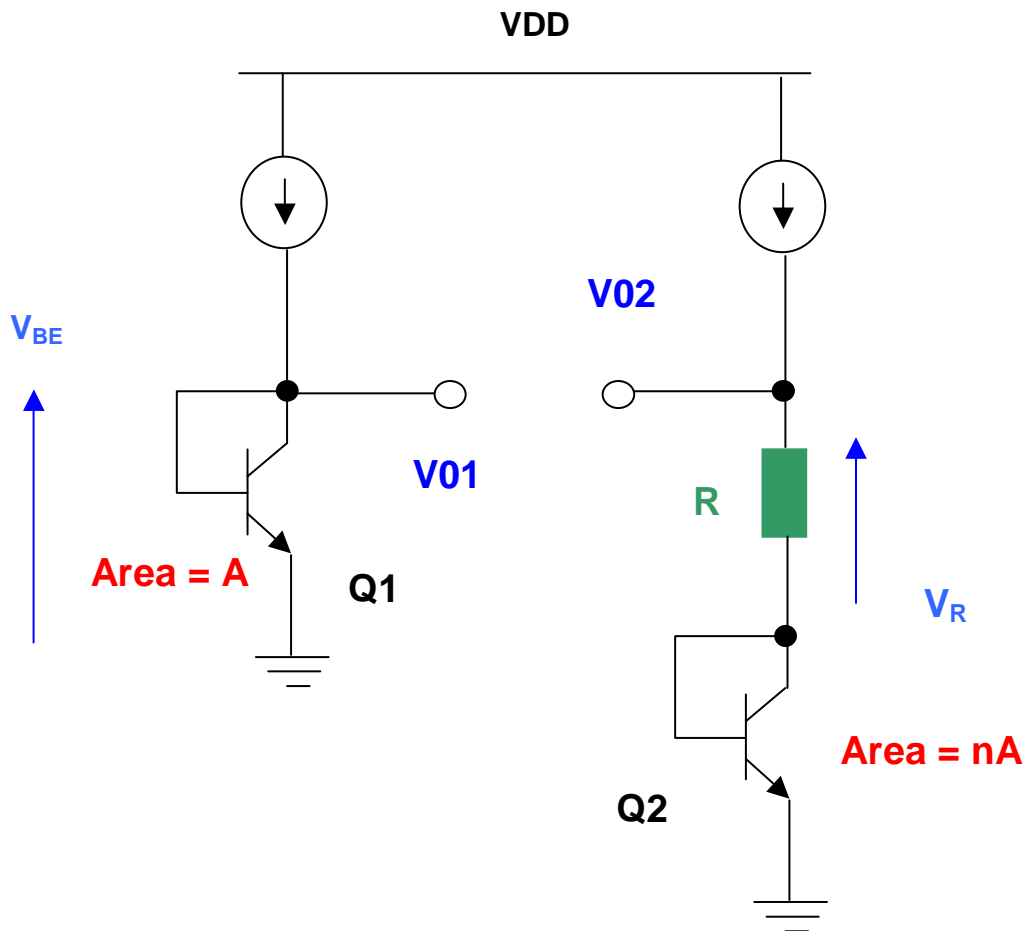 VDD
V02
VBE
V01
R
Area = A
Q1
VR
Area = nA
Q2